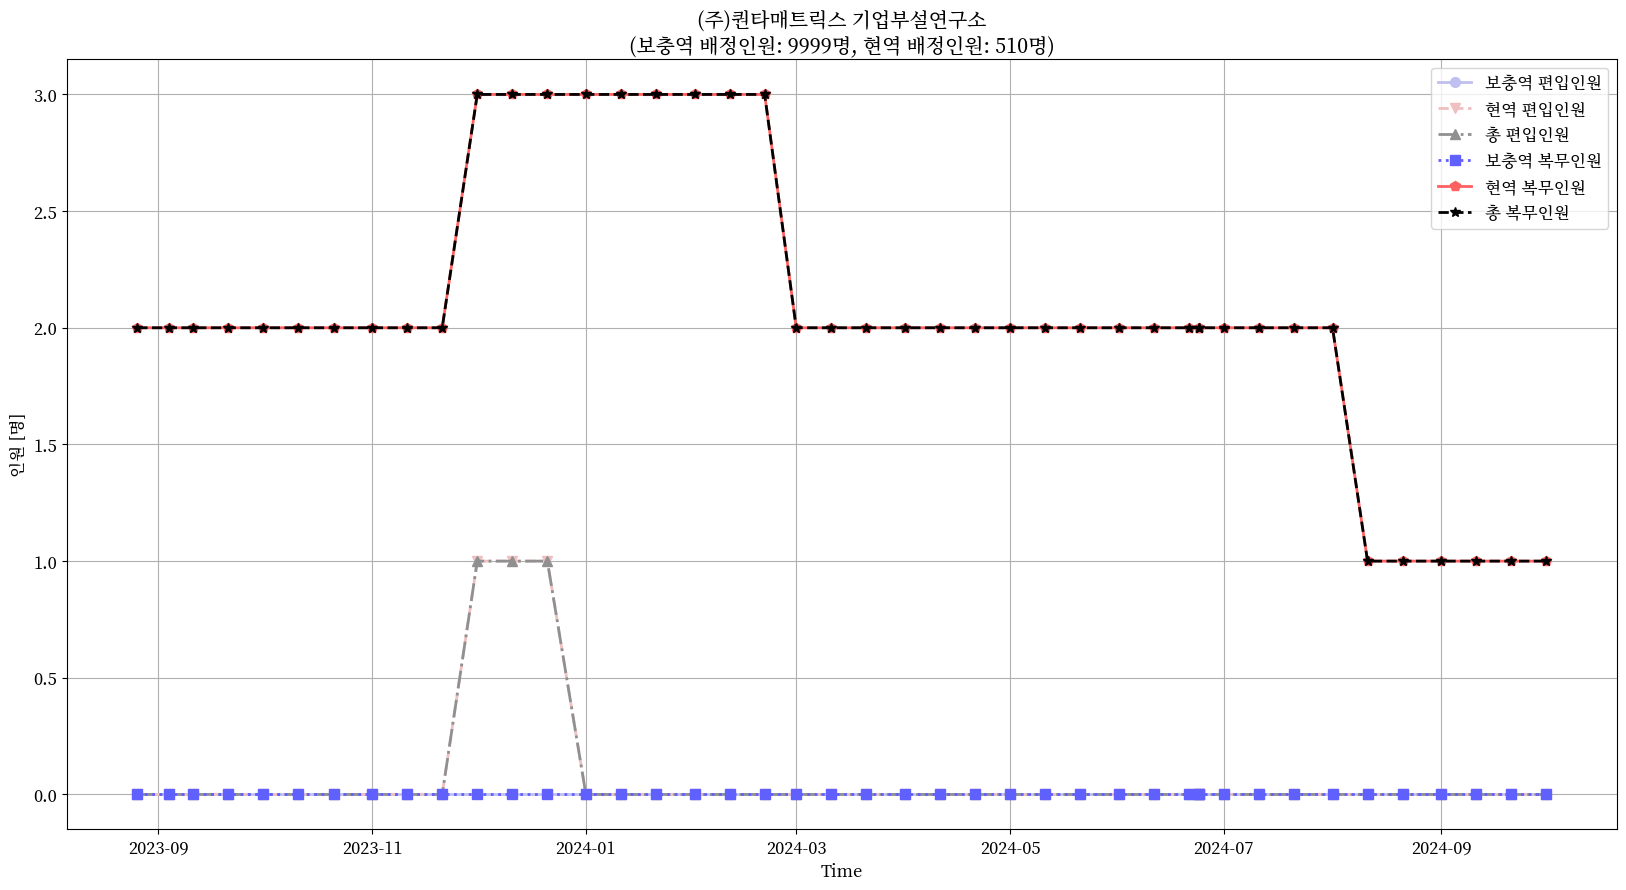 (주)퀀타매트릭스 기업부설연구소
(보충역 배정인원: 9999명, 현역 배정인원: 510명)
보충역 편입인원
현역 편입인원
총 편입인원
보충역 복무인원
현역 복무인원
총 복무인원
인원 [명]
3.0
2.5
2.0
1.5
1.0
0.5
0.0
2023-09
2023-11
2024-01
2024-03
2024-05
2024-07
2024-09
Time